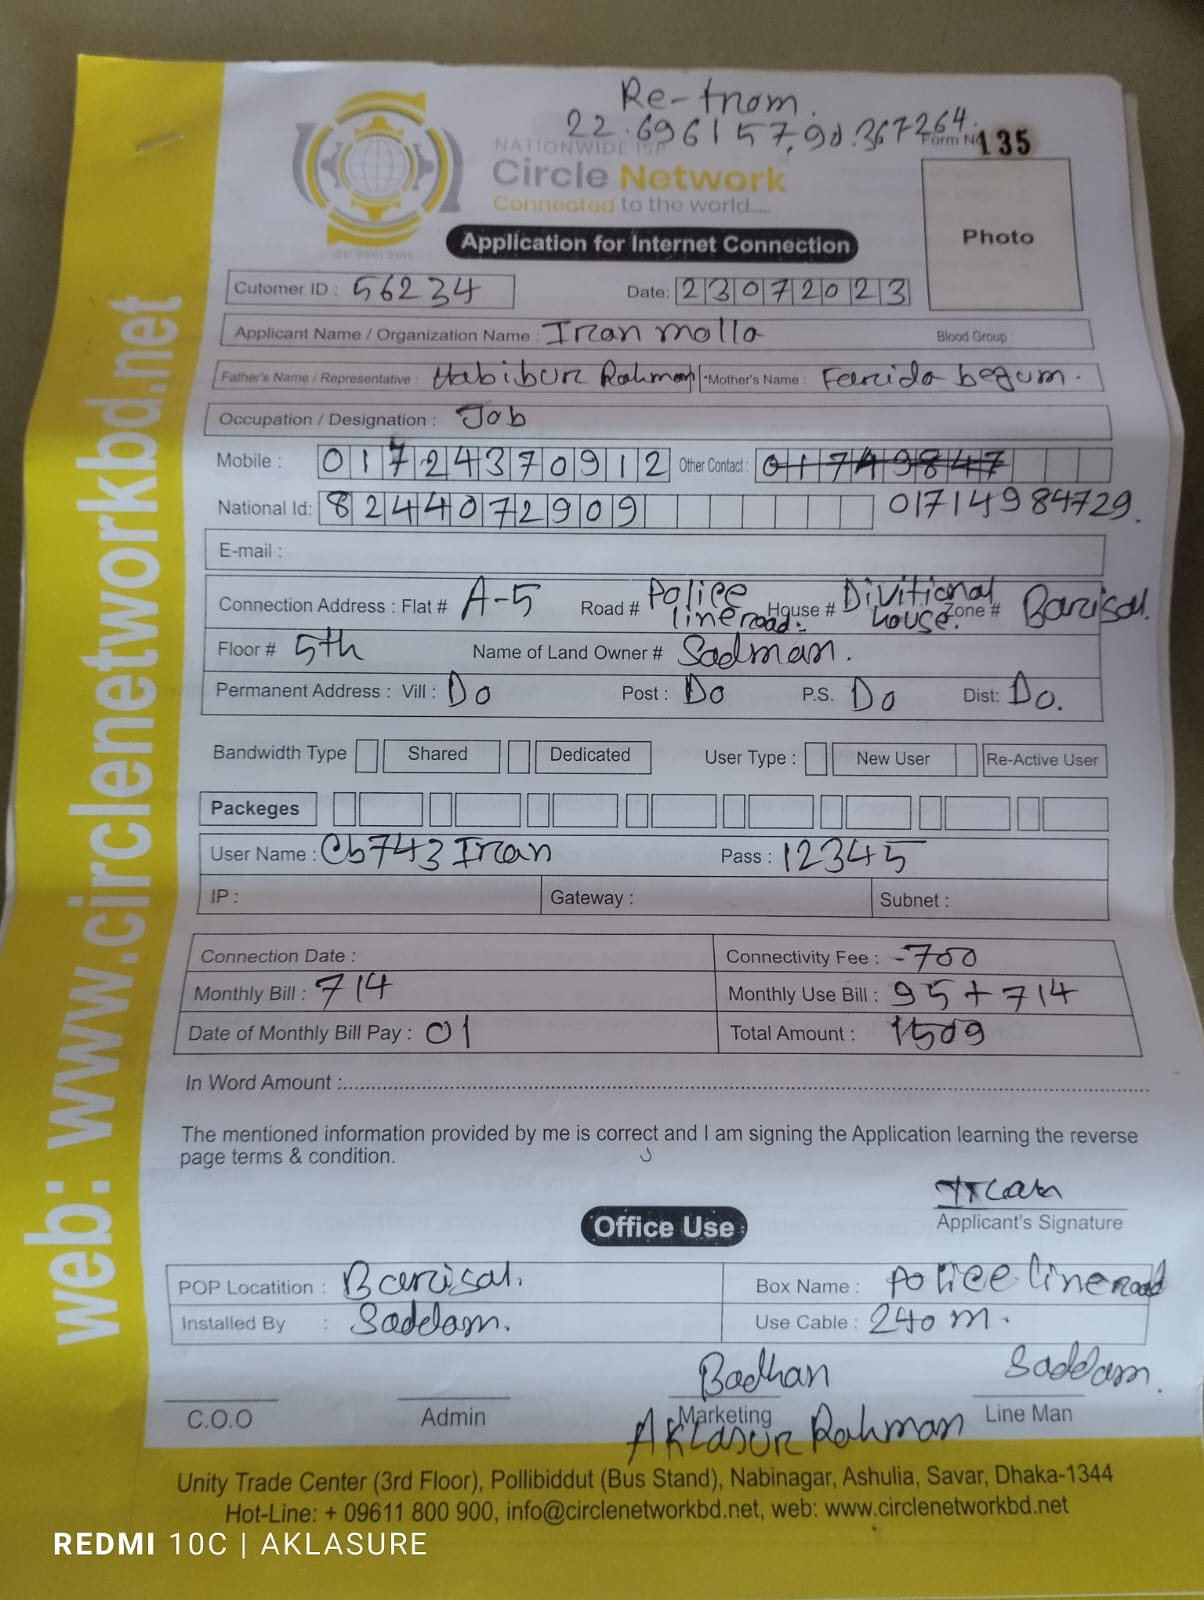 Re-from
22.696157,90.367264.
NATIONWIDE ISP
Form No 135
Circle Network
Connected to the world.....
ISO 9001:2015
Application for Internet Connection
Photo
Cutomer ID : 56234 Date: 23072023
Applicant Name / Organization Name : Iran molla Blood Group :
Father's Name / Representative : Habibur Rahman *Mother's Name : Farida begum.
Occupation / Designation : Job
Mobile : 01724370912 Other Contact : 01749847
National Id: 8244072909 01714984729.
E-mail :
Connection Address : Flat # A-5 Road # Police line road. House # Divitional house. Zone # Barisal.
Floor # 5th Name of Land Owner # Sadman.
Permanent Address : Vill : Do Post : Do P.S. Do Dist: Do.
Bandwidth Type Shared Dedicated User Type : New User Re-Active User
Packeges
User Name : Cb743Iran Pass : 12345
IP : Gateway : Subnet :
Connection Date : Connectivity Fee : -700
Monthly Bill : 714 Monthly Use Bill : 95+714
Date of Monthly Bill Pay : 01 Total Amount : 1509
In Word Amount :
The mentioned information provided by me is correct and I am signing the Application learning the reverse
page terms & condition.
Iran
Applicant's Signature
Office Use
POP Locatition : Barisal. Box Name : Police line road
Installed By : Saddam. Use Cable : 240 m.
Badhan Saddam.
C.O.O Admin Marketing Line Man
Aklasur Rahman
Unity Trade Center (3rd Floor), Pollibiddut (Bus Stand), Nabinagar, Ashulia, Savar, Dhaka-1344
Hot-Line: + 09611 800 900, info@circlenetworkbd.net, web: www.circlenetworkbd.net
web: www.circlenetworkbd.net
REDMI 10C | AKLASURE